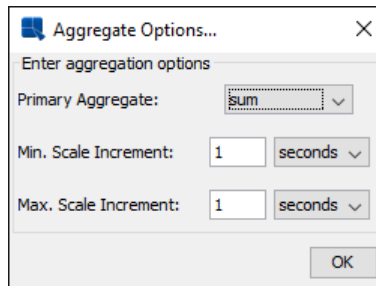 Aggregate Options...
Enter aggregation options
Primary Aggregate: sum
Min. Scale Increment: 1 seconds
Max. Scale Increment: 1 seconds
OK